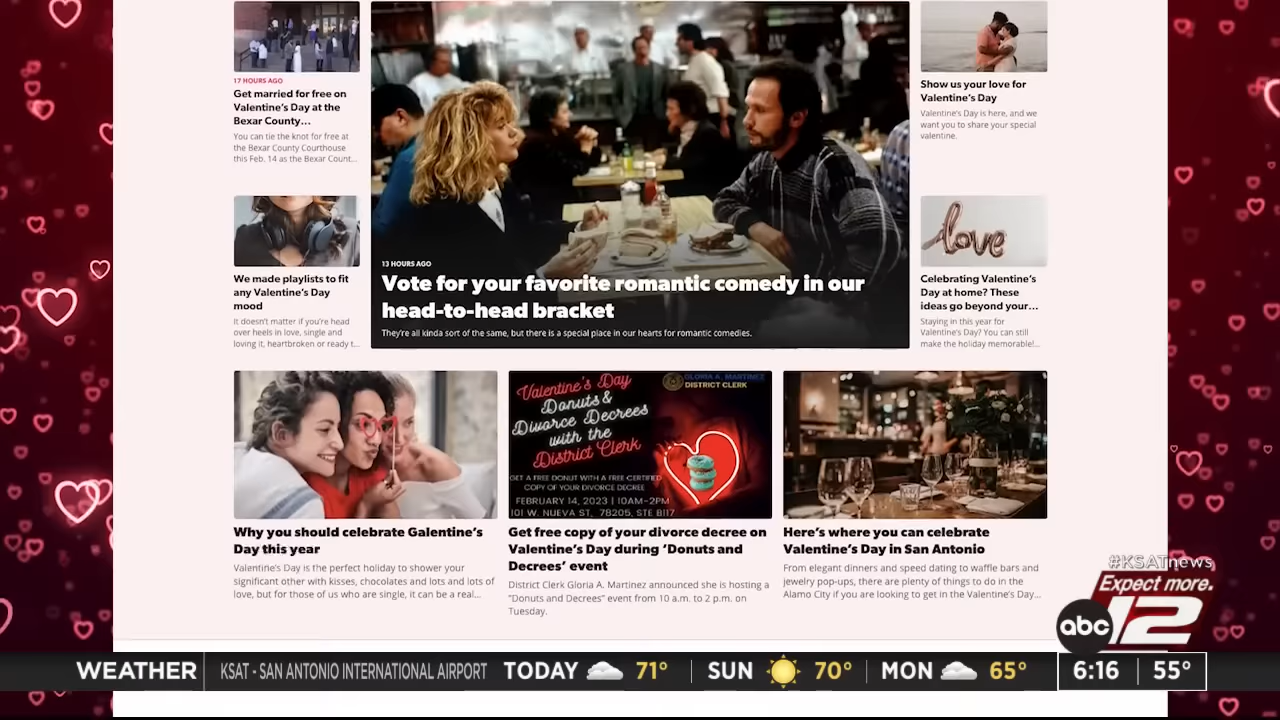 17 HOURS AGO
Get married for free on
Valentine's Day at the
Bexar County...
You can tie the knot for free at
the Bexar County Courthouse
this Feb. 14 as the Bexar Count...
We made playlists to fit
any Valentine's Day
mood
It doesn't matter if you're head
over heels in love, single and
loving it, heartbroken or ready t...
13 HOURS AGO
Vote for your favorite romantic comedy in our
head-to-head bracket
They're all kinda sort of the same, but there is a special place in our hearts for romantic comedies.
Show us your love for
Valentine's Day
Valentine's Day is here, and we
want you to share your special
valentine.
love
Celebrating Valentine's
Day at home? These
ideas go beyond your...
Staying in this year for
Valentine's Day? You can still
make the holiday memorable!...
Why you should celebrate Galentine's
Day this year
Valentine's Day is the perfect holiday to shower your
significant other with kisses, chocolates and lots and lots of
love, but for those of us who are single, it can be a real...
Valentine's Day
Donuts &
Divorce Decrees
with the
District Clerk
GLORIA A. MARTINEZ
DISTRICT CLERK
GET A FREE DONUT WITH A FREE CERTIFIED
COPY OF YOUR DIVORCE DECREE
FEBRUARY 14, 2023 | 10AM-2PM
101 W. NUEVA ST, 78205, STE B117
Get free copy of your divorce decree on
Valentine's Day during 'Donuts and
Decrees' event
District Clerk Gloria A. Martinez announced she is hosting a
"Donuts and Decrees" event from 10 a.m. to 2 p.m. on
Tuesday.
Here's where you can celebrate
Valentine's Day in San Antonio
From elegant dinners and speed dating to waffle bars and
jewelry pop-ups, there are plenty of things to do in the
Alamo City if you are looking to get in the Valentine's Day...
#KSATnews
Expect more.
abc 12
WEATHER KSAT - SAN ANTONIO INTERNATIONAL AIRPORT TODAY 71° SUN 70° MON 65° 6:16 55°